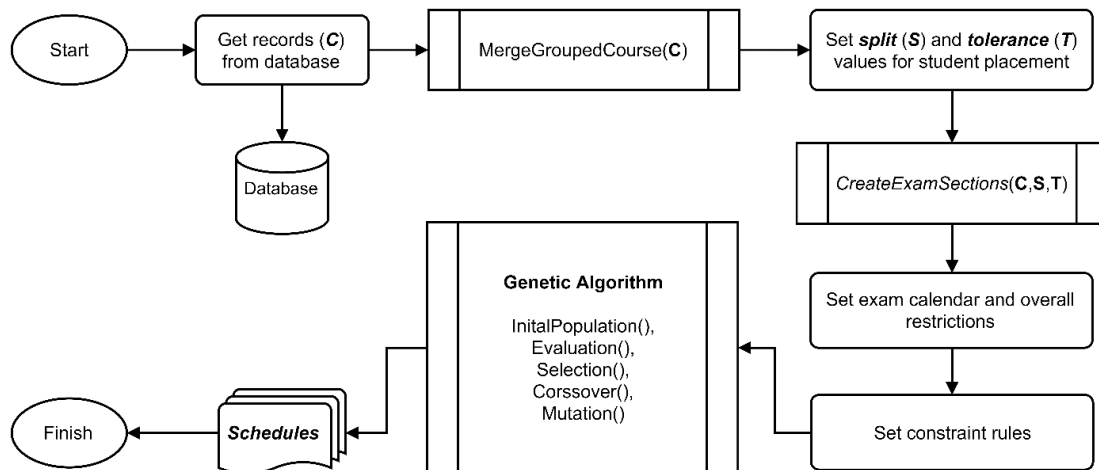 Start
Get records (C)
from database
MergeGroupedCourse(C)
Set split (S) and tolerance (T)
values for student placement
Database
CreateExamSections(C,S,T)
Set exam calendar and overall
restrictions
Set constraint rules
Genetic Algorithm
InitalPopulation(),
Evaluation(),
Selection(),
Corssover(),
Mutation()
Schedules
Finish